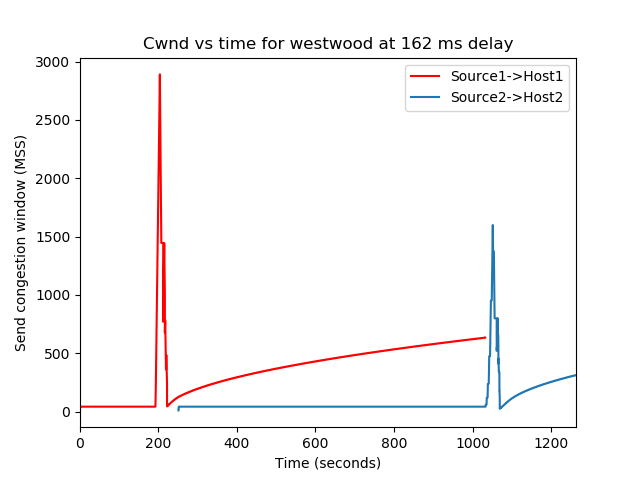 Cwnd vs time for westwood at 162 ms delay
Source1->Host1
Source2->Host2
Send congestion window (MSS)
3000
2500
2000
1500
1000
500
0
0 200 400 600 800 1000 1200
Time (seconds)